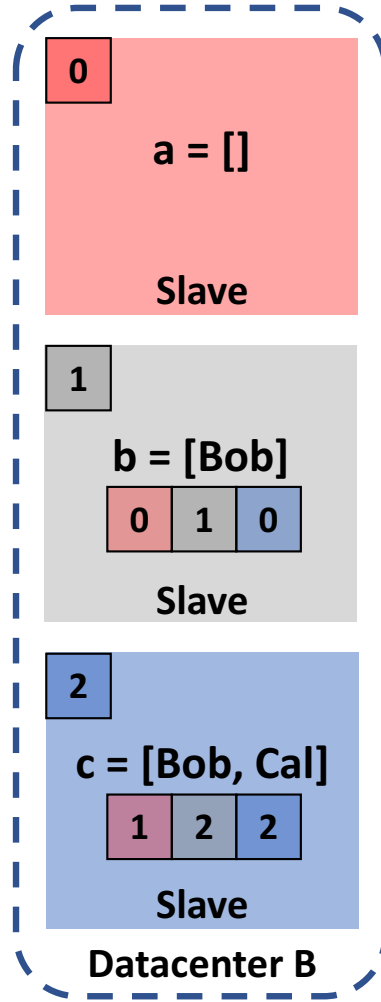 0
a = []
Slave
1
b = [Bob]
0 1 0
Slave
2
c = [Bob, Cal]
1 2 2
Slave
Datacenter B